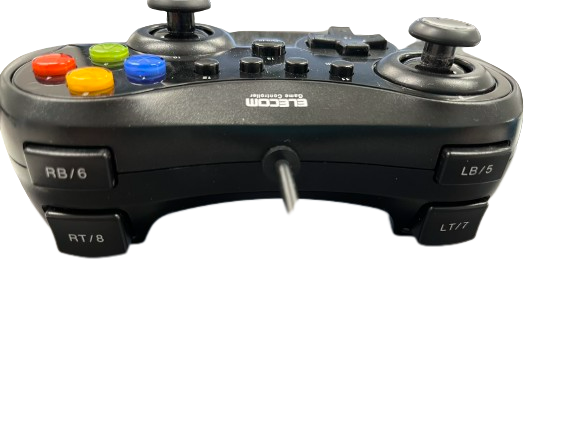 ELECOM
Game Controller
RB/6
LB/5
RT/8
LT/7